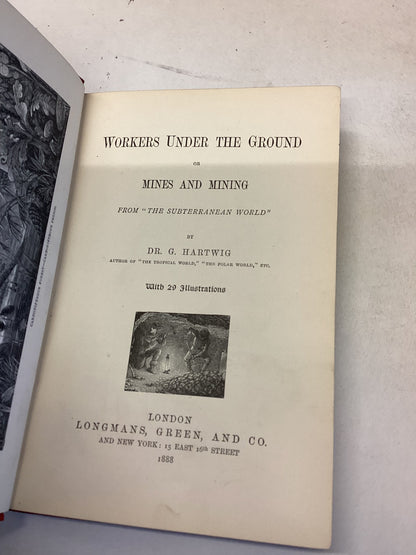 WORKERS UNDER THE GROUND
OR
MINES AND MINING
FROM "THE SUBTERRANEAN WORLD"
BY
DR. G. HARTWIG
AUTHOR OF "THE TROPICAL WORLD," "THE POLAR WORLD," ETC.
With 29 Illustrations
LONDON
LONGMANS, GREEN, AND CO.
AND NEW YORK: 15 EAST 16th STREET
1888